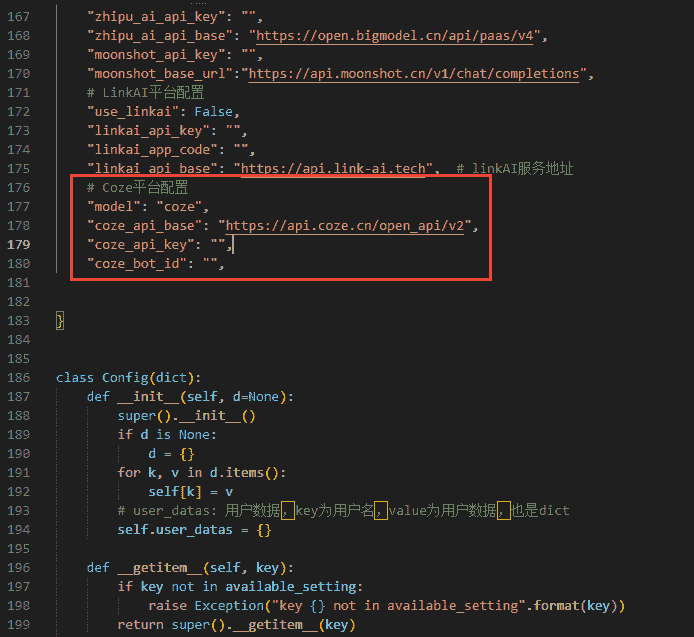 167 "zhipu_ai_api_key": "",
168 "zhipu_ai_api_base": "https://open.bigmodel.cn/api/paas/v4",
169 "moonshot_api_key": "",
170 "moonshot_base_url":"https://api.moonshot.cn/v1/chat/completions",
171 # LinkAI平台配置
172 "use_linkai": False,
173 "linkai_api_key": "",
174 "linkai_app_code": "",
175 "linkai_api_base": "https://api.link-ai.tech",  # linkAI服务地址
176 # Coze平台配置
177 "model": "coze",
178 "coze_api_base": "https://api.coze.cn/open_api/v2",
179 "coze_api_key": "",
180 "coze_bot_id": "",
181
182
183 }
184
185
186 class Config(dict):
187 def __init__(self, d=None):
188 super().__init__()
189 if d is None:
190 d = {}
191 for k, v in d.items():
192 self[k] = v
193 # user_datas: 用户数据，key为用户名，value为用户数据，也是dict
194 self.user_datas = {}
195
196 def __getitem__(self, key):
197 if key not in available_setting:
198 raise Exception("key {} not in available_setting".format(key))
199 return super().__getitem__(key)